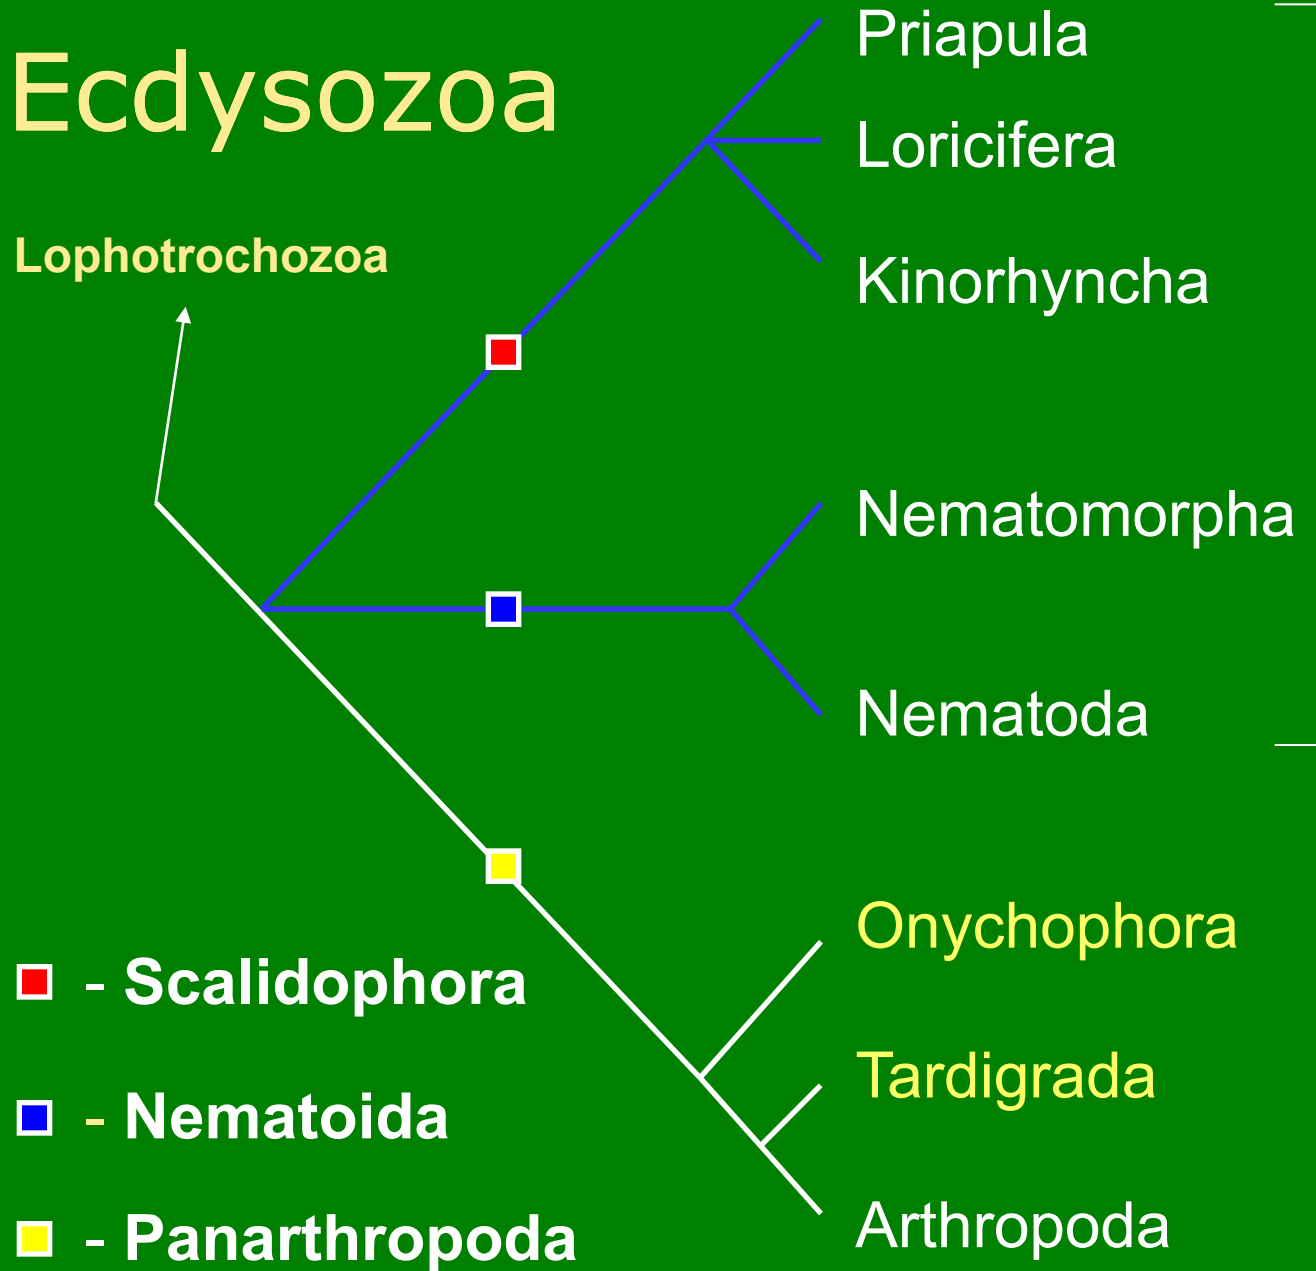 Ecdysozoa
Lophotrochozoa
Priapula
Loricifera
Kinorhyncha
Nematomorpha
Nematoda
Onychophora
Tardigrada
Arthropoda
- Scalidophora
- Nematoida
- Panarthropoda